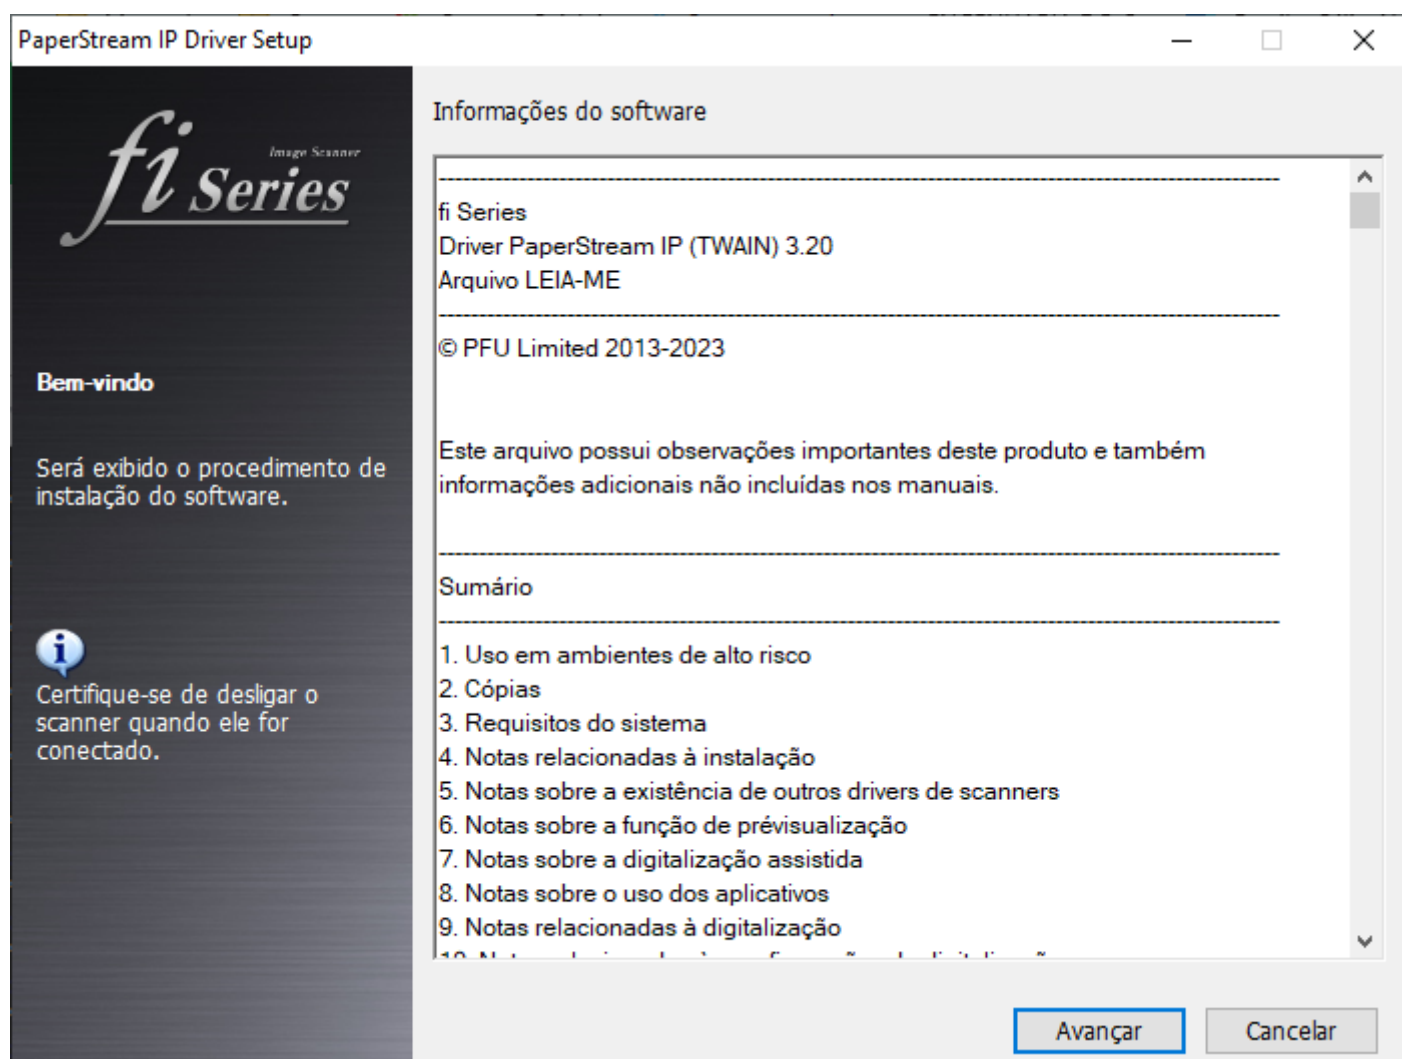 PaperStream IP Driver Setup
fi Series
Image Scanner
Bem-vindo
Será exibido o procedimento de
instalação do software.
Certifique-se de desligar o
scanner quando ele for
conectado.
Informações do software
fi Series
Driver PaperStream IP (TWAIN) 3.20
Arquivo LEIA-ME
© PFU Limited 2013-2023
Este arquivo possui observações importantes deste produto e também
informações adicionais não incluídas nos manuais.
Sumário
1. Uso em ambientes de alto risco
2. Cópias
3. Requisitos do sistema
4. Notas relacionadas à instalação
5. Notas sobre a existência de outros drivers de scanners
6. Notas sobre a função de prévisualização
7. Notas sobre a digitalização assistida
8. Notas sobre o uso dos aplicativos
9. Notas relacionadas à digitalização
Avançar
Cancelar